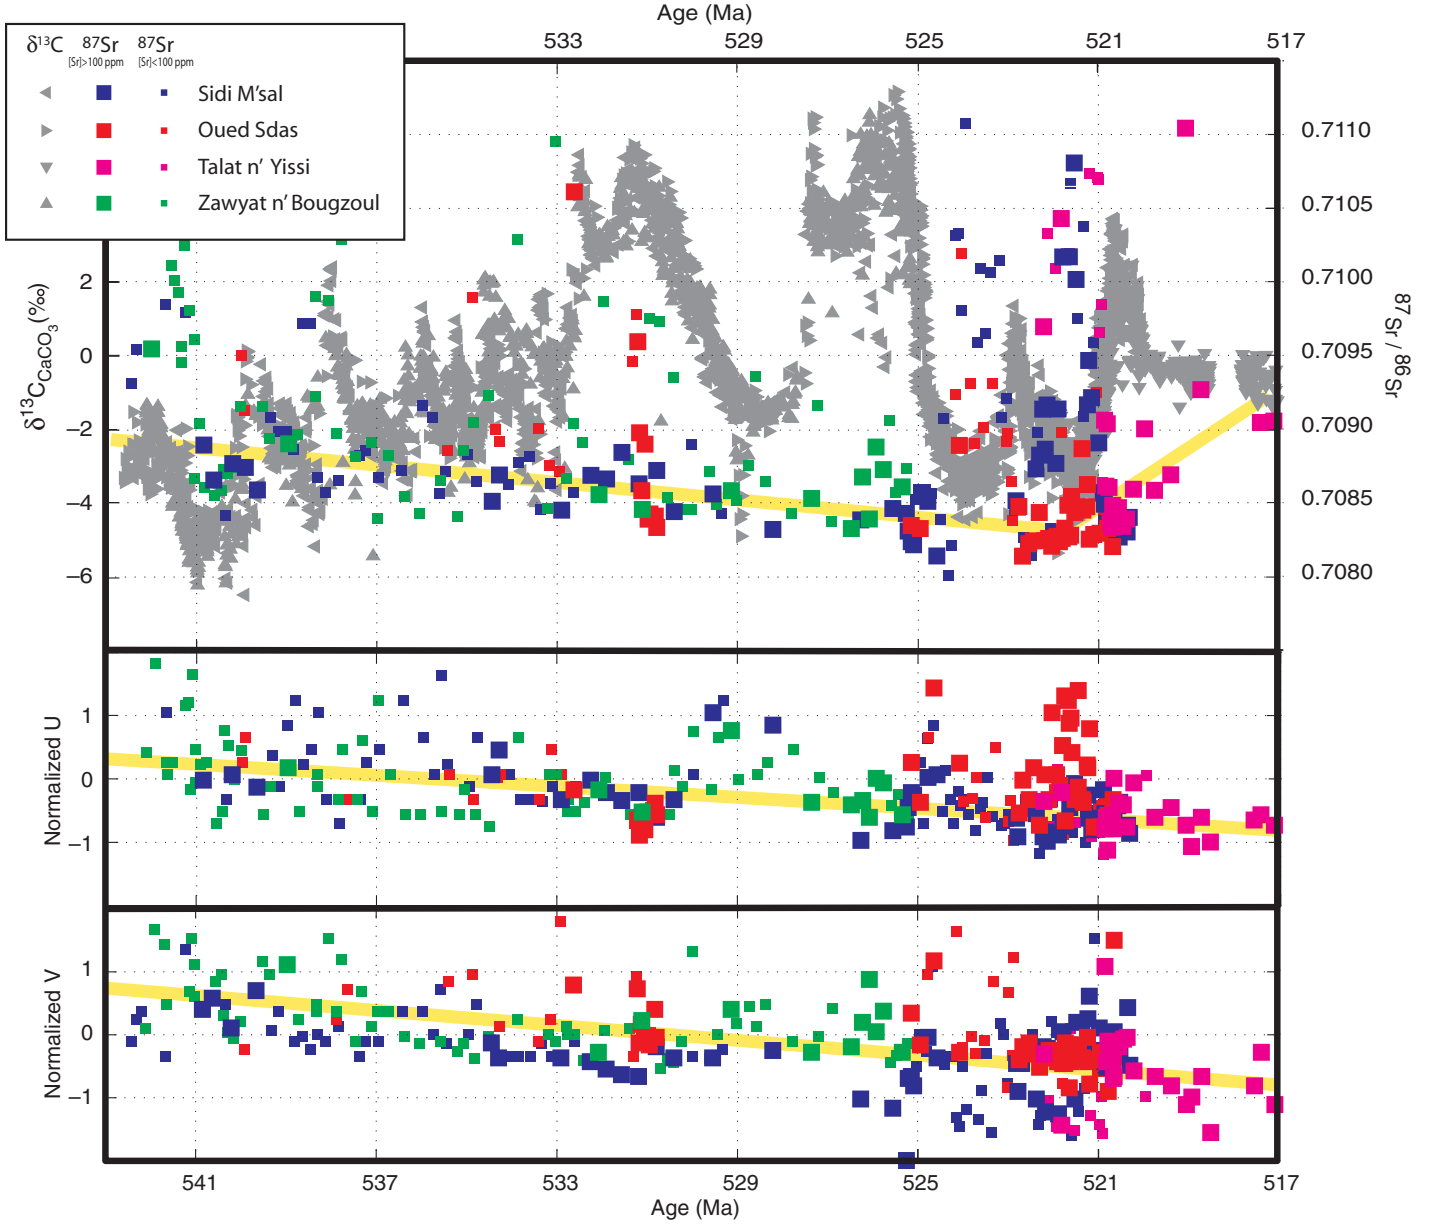 Age (Ma)
533 529 525 521 517
δ¹³C ⁸⁷Sr ⁸⁷Sr
[Sr]>100 ppm [Sr]<100 ppm
Sidi M'sal
Oued Sdas
Talat n' Yissi
Zawyat n' Bougzoul
δ¹³C CaCO₃ (‰)
2
0
−2
−4
−6
0.7110
0.7105
0.7100
0.7095
0.7090
0.7085
0.7080
⁸⁷Sr / ⁸⁶Sr
Normalized U
1
0
−1
Normalized V
1
0
−1
541 537 533 529 525 521 517
Age (Ma)